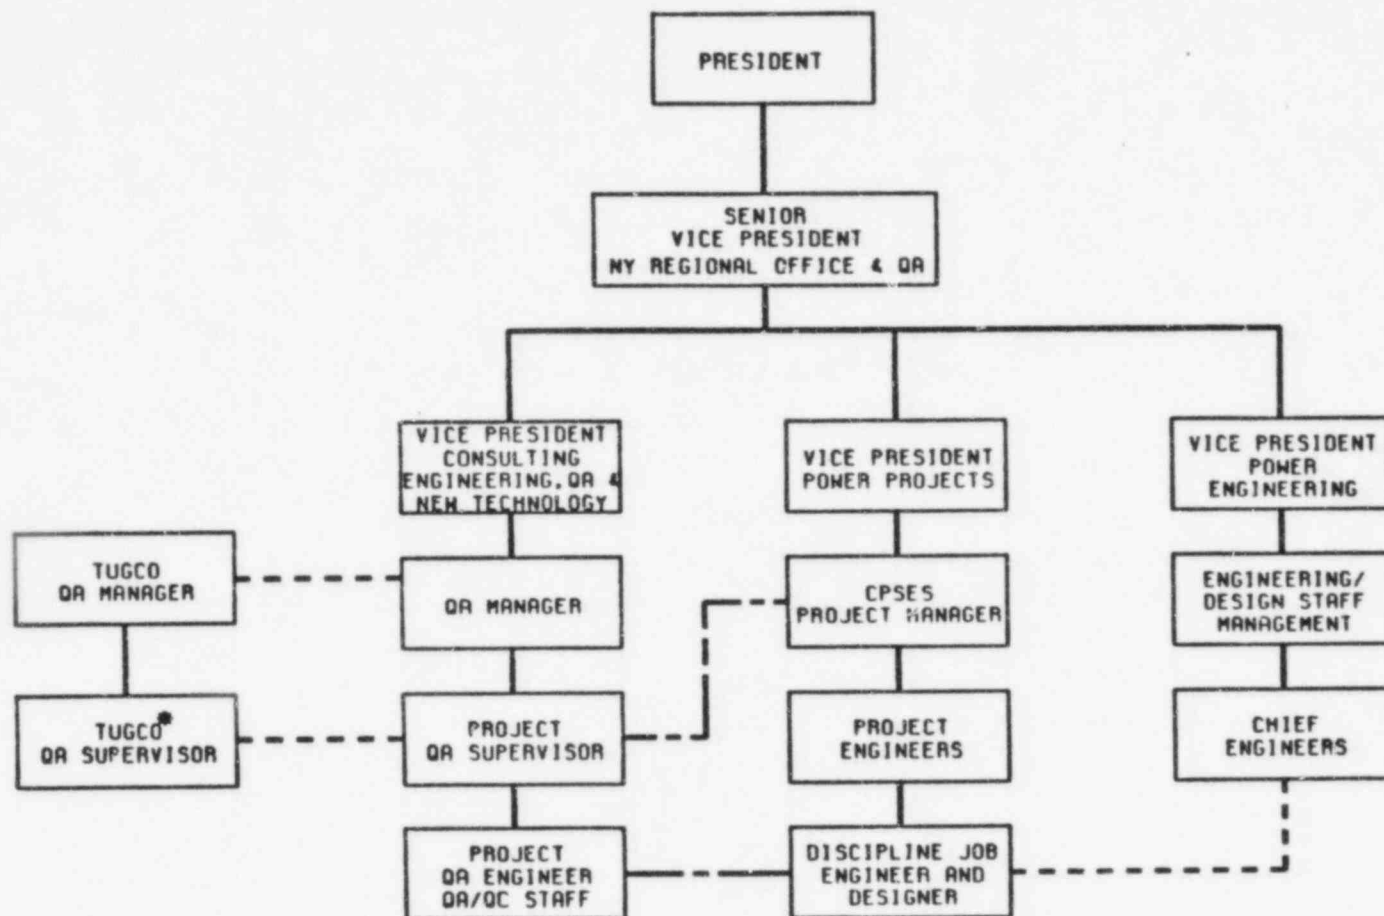 PRESIDENT
SENIOR
VICE PRESIDENT
NY REGIONAL OFFICE & QA
VICE PRESIDENT
CONSULTING
ENGINEERING, QA &
NEW TECHNOLOGY
VICE PRESIDENT
POWER PROJECTS
VICE PRESIDENT
POWER
ENGINEERING
TUGCO
QA MANAGER
QA MANAGER
CPSES
PROJECT MANAGER
ENGINEERING/
DESIGN STAFF
MANAGEMENT
TUGCO*
QA SUPERVISOR
PROJECT
QA SUPERVISOR
PROJECT
ENGINEERS
CHIEF
ENGINEERS
PROJECT
QA ENGINEER
QA/QC STAFF
DISCIPLINE JOB
ENGINEER AND
DESIGNER